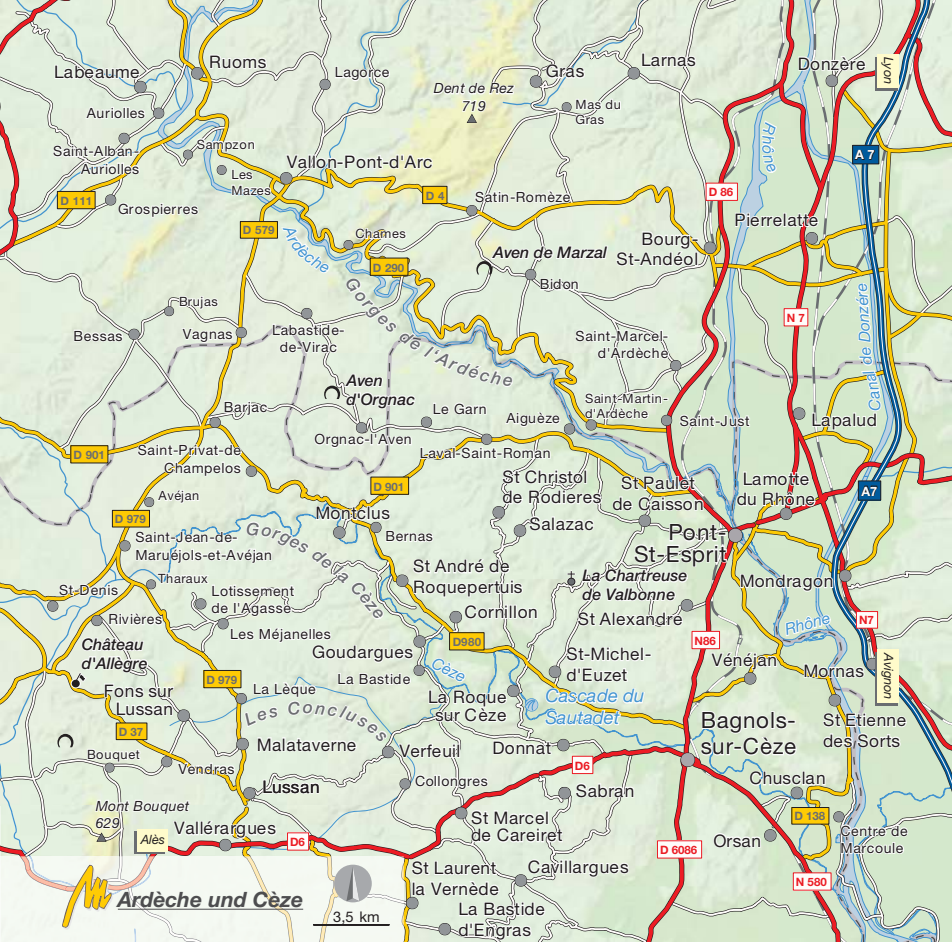 Labeaume
Ruoms
Lagorce
Gras
Larnas
Donzère
Lyon
Auriolles
Dent de Rez
719
Mas du
Gras
Rhône
A 7
Saint-Alban-
Auriolles
Sampzon
Les
Mazes
Vallon-Pont-d'Arc
D 4
Satin-Romèze
D 86
D 111
Grospierres
D 579
Ardèche
Chames
D 290
Aven de Marzal
Bidon
Bourg-
St-Andéol
Pierrelatte
Brujas
Bessas
Vagnas
Labastide-
de-Virac
Gorges de l'Ardèche
Saint-Marcel-
d'Ardèche
N 7
Canal de Donzére
Aven
d'Orgnac
Barjac
Le Garn
Orgnac-l'Aven
Aiguèze
Saint-Martin-
d'Ardèche
Saint-Just
Lapalud
D 901
Saint-Privat-de
Champelos
Laval-Saint-Roman
D 901
St Christol
de Rodieres
St Paulet
de Caisson
Lamotte
du Rhône
A7
Avéjan
D 979
Montclus
Bernas
Salazac
Pont-
St-Esprit
Saint-Jean-de-
Maruéjols-et-Avéjan
Gorges de la Cèze
St André de
Roquepertuis
La Chartreuse
de Valbonne
Mondragon
St-Denis
Tharaux
Lotissement
de l'Agasse
Rivières
Les Méjanelles
Cornillon
St Alexandre
Rhône
N7
Château
d'Allègre
Goudargues
D980
N86
La Bastide
Cèze
St-Michel-
d'Euzet
Vénéjan
Mornas
Avignon
Fons sur
Lussan
D 979
La Lèque
La Roque
sur Cèze
Cascade du
Sautadet
D 37
Les Concluses
Bagnols-
sur-Cèze
St Etienne
des Sorts
Malataverne
Verfeuil
Donnat
D6
Bouquet
Vendras
Collongres
Sabran
Chusclan
Lussan
Mont Bouquet
629
Alès
Vallérargues
D6
St Marcel
de Careiret
D 138
D 6086
Orsan
Centre de
Marcoule
St Laurent
la Vernède
Cavillargues
N 580
Ardèche und Cèze
3,5 km
La Bastide
d'Engras